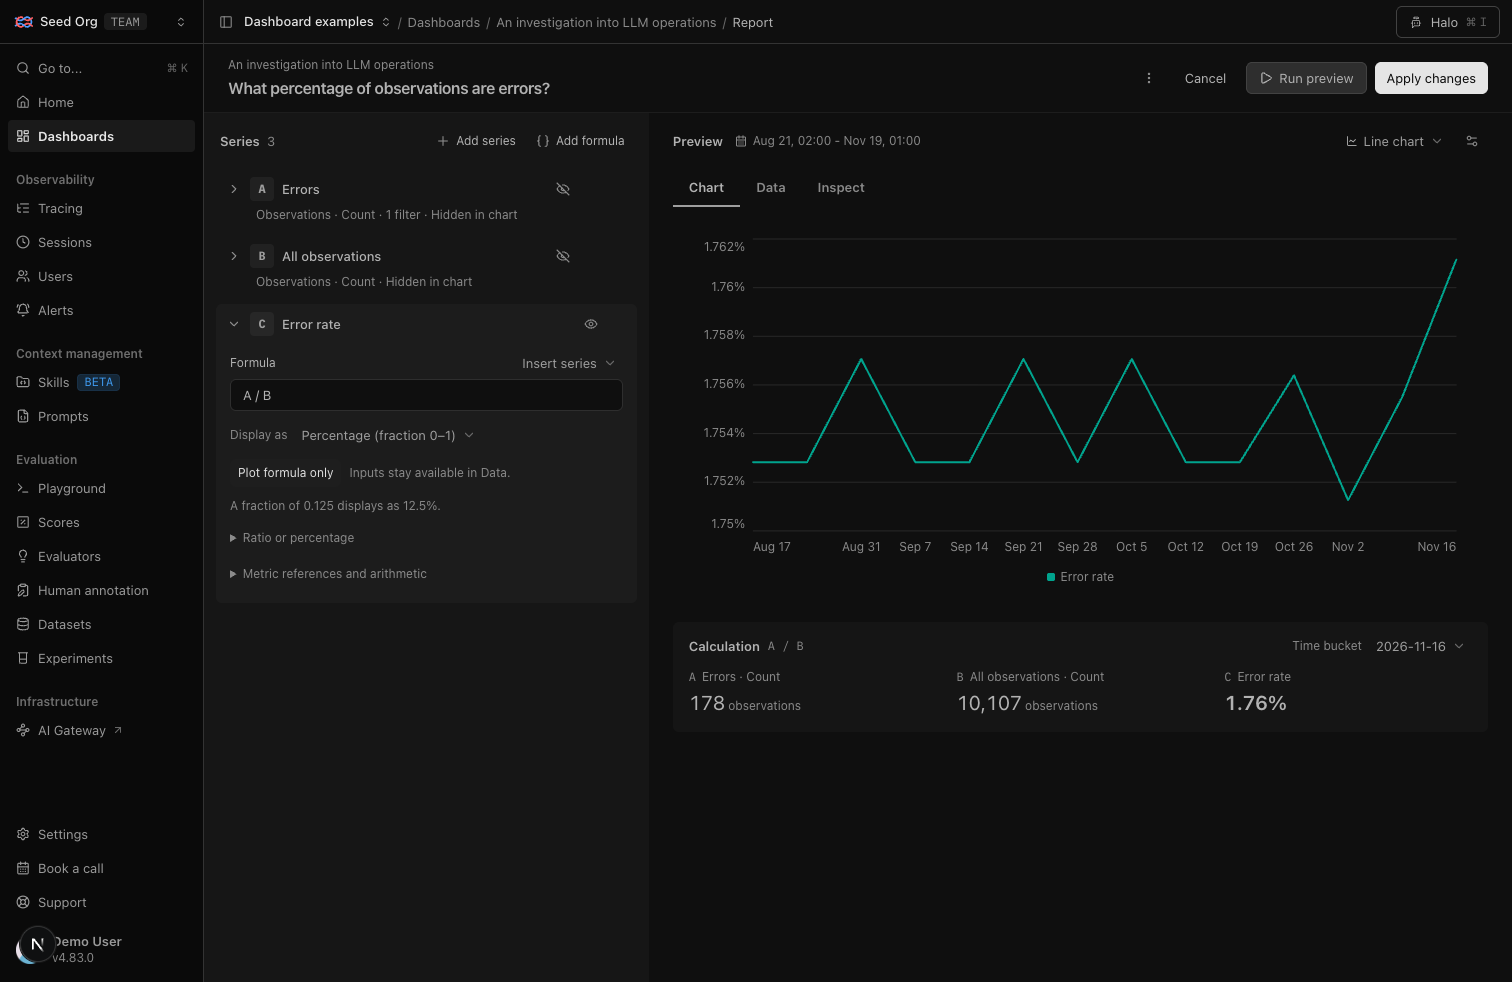 Seed Org TEAM
Go to... ⌘ K
Home
Dashboards
Observability
Tracing
Sessions
Users
Alerts
Context management
Skills BETA
Prompts
Evaluation
Playground
Scores
Evaluators
Human annotation
Datasets
Experiments
Infrastructure
AI Gateway
Settings
Book a call
Support
N
Demo User
v4.83.0
Dashboard examples / Dashboards / An investigation into LLM operations / Report
Halo ⌘ I
An investigation into LLM operations
What percentage of observations are errors?
Cancel
Run preview
Apply changes
Series 3
Add series
Add formula
A Errors
Observations · Count · 1 filter · Hidden in chart
B All observations
Observations · Count · Hidden in chart
C Error rate
Formula
Insert series
A / B
Display as Percentage (fraction 0–1)
Plot formula only Inputs stay available in Data.
A fraction of 0.125 displays as 12.5%.
Ratio or percentage
Metric references and arithmetic
Preview Aug 21, 02:00 - Nov 19, 01:00
Line chart
Chart Data Inspect
1.762%
1.76%
1.758%
1.756%
1.754%
1.752%
1.75%
Aug 17 Aug 31 Sep 7 Sep 14 Sep 21 Sep 28 Oct 5 Oct 12 Oct 19 Oct 26 Nov 2 Nov 16
Error rate
Calculation A / B
Time bucket 2026-11-16
A Errors · Count
178 observations
B All observations · Count
10,107 observations
C Error rate
1.76%